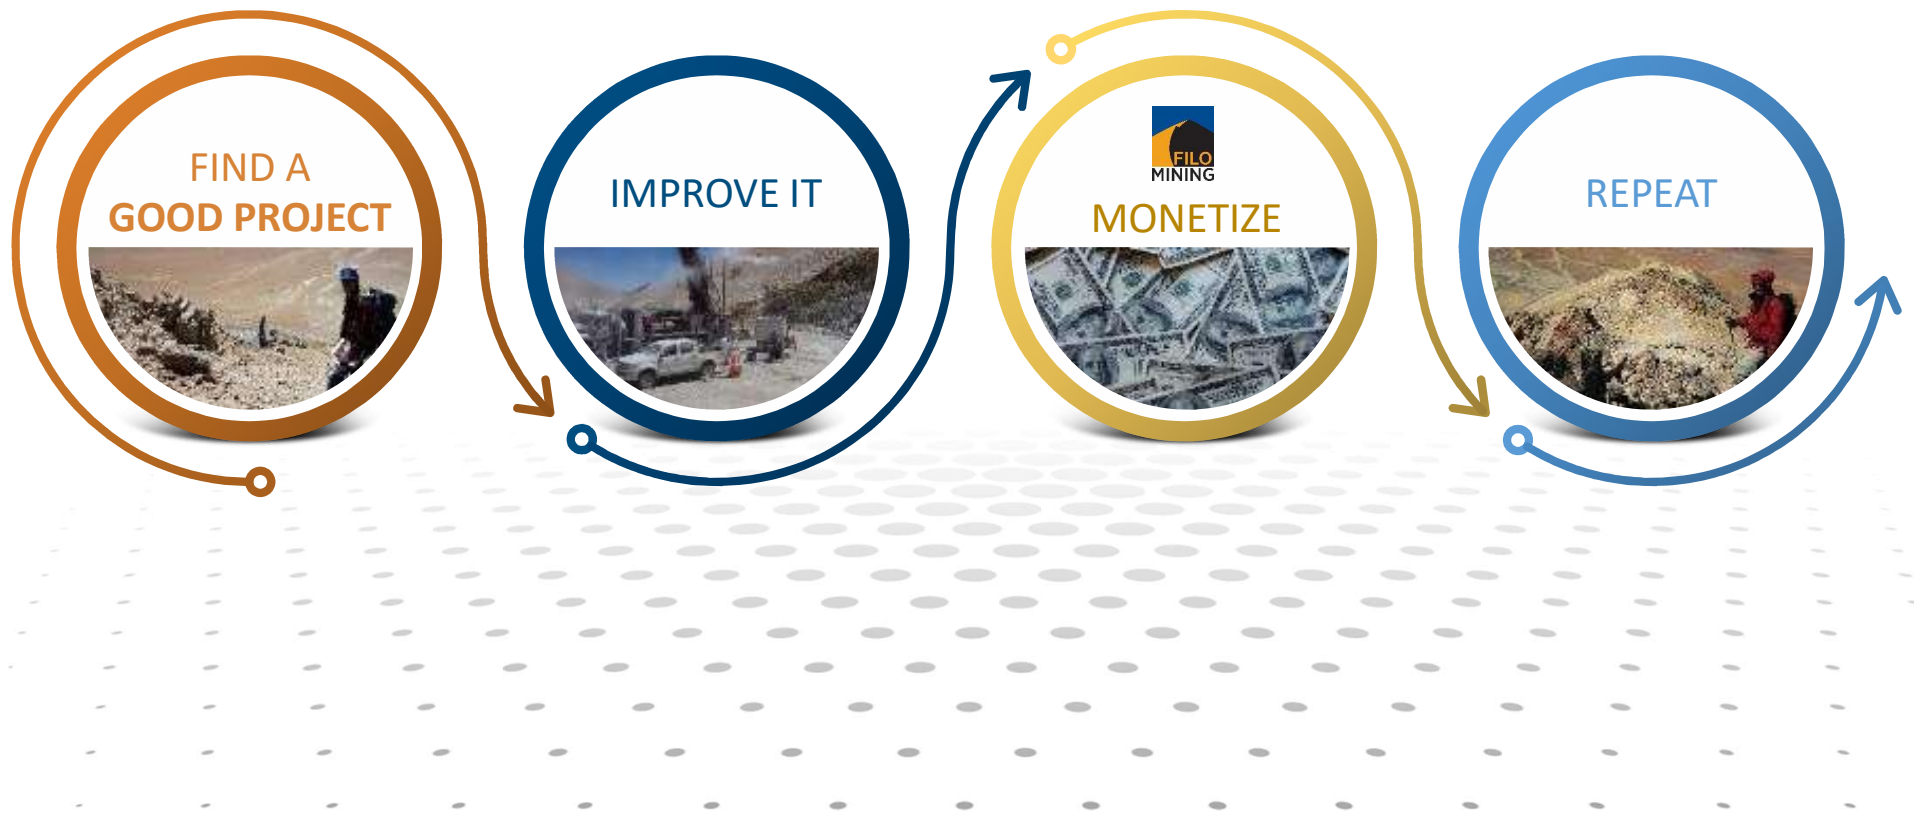 FIND A
GOOD PROJECT
IMPROVE IT
FILO
MINING
MONETIZE
REPEAT